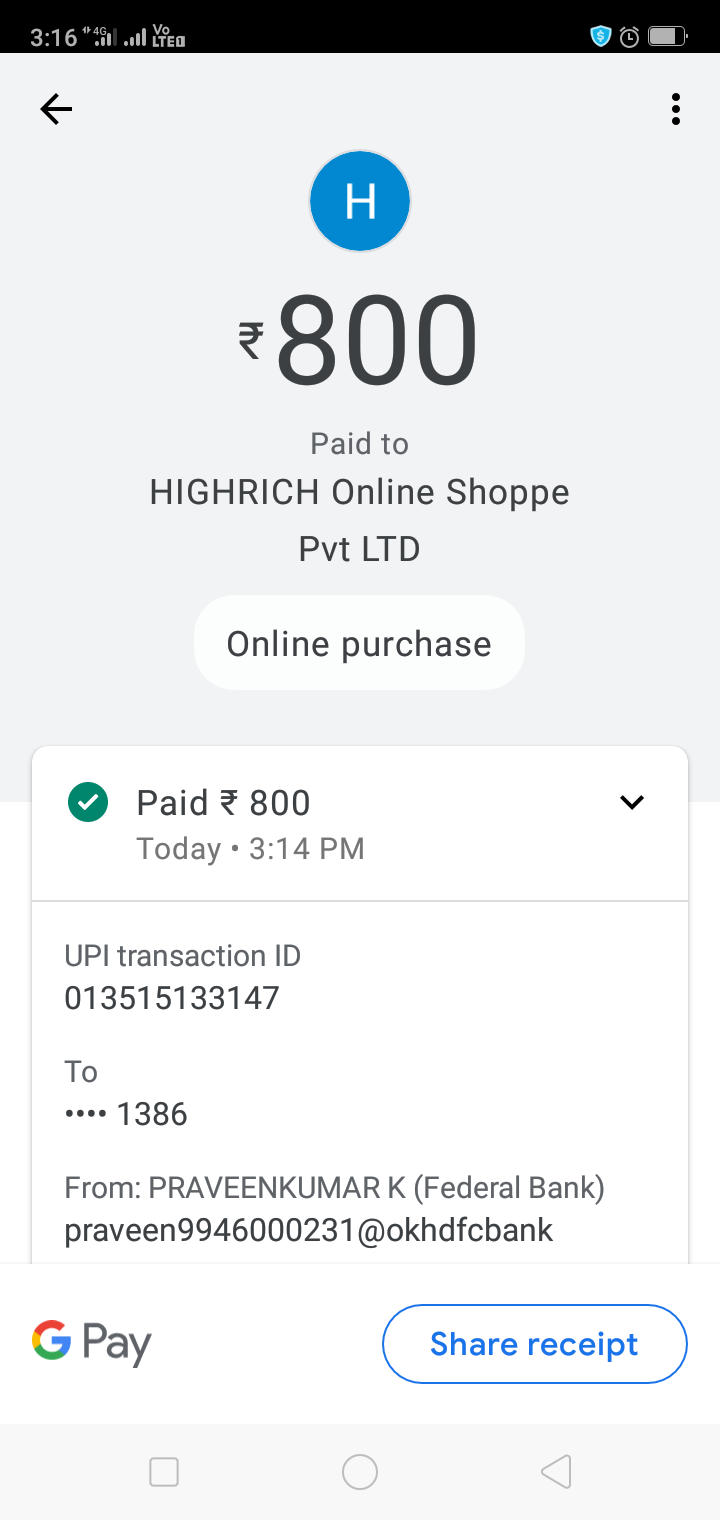 3:16 4G Vo LTE1
H
₹800
Paid to
HIGHRICH Online Shoppe
Pvt LTD
Online purchase
Paid ₹ 800
Today • 3:14 PM
UPI transaction ID
013515133147
To
•••• 1386
From: PRAVEENKUMAR K (Federal Bank)
praveen9946000231@okhdfcbank
G Pay
Share receipt